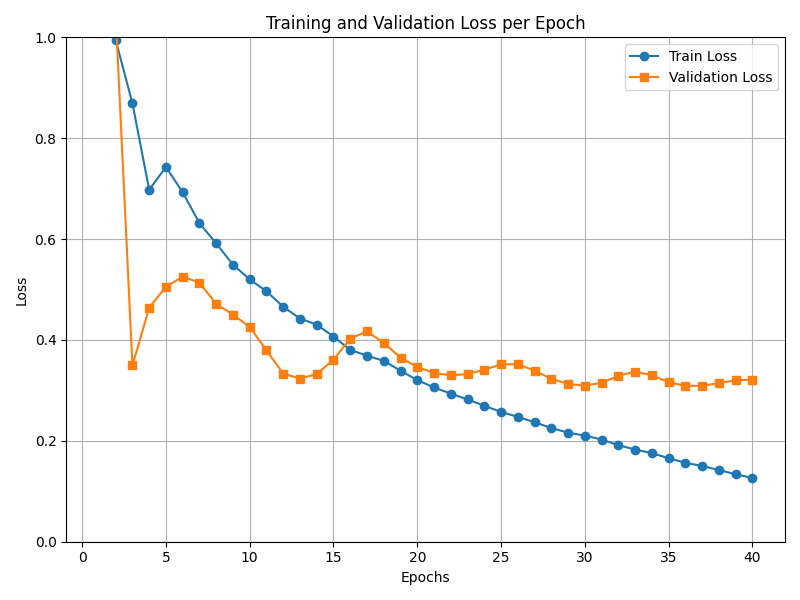 Training and Validation Loss per Epoch
Train Loss
Validation Loss
Loss
1.0
0.8
0.6
0.4
0.2
0.0
0 5 10 15 20 25 30 35 40
Epochs